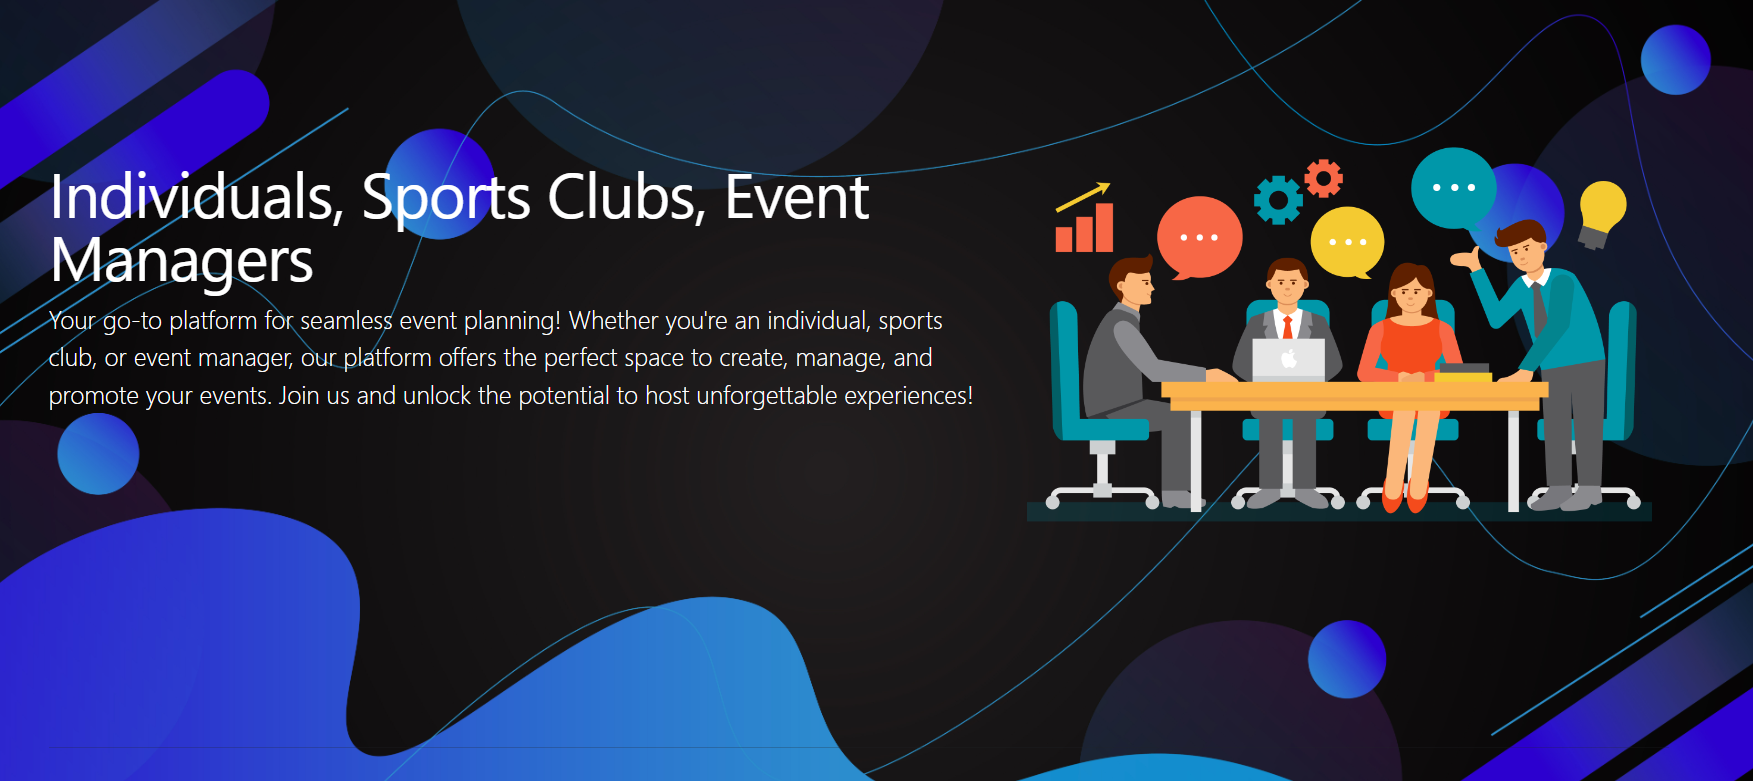 Individuals, Sports Clubs, Event
Managers
Your go-to platform for seamless event planning! Whether you're an individual, sports
club, or event manager, our platform offers the perfect space to create, manage, and
promote your events. Join us and unlock the potential to host unforgettable experiences!